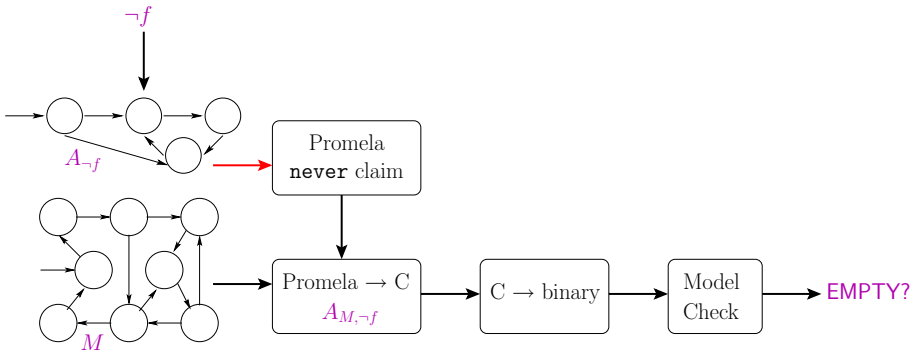 ¬f
A¬f
Promela
never claim
M
Promela → C
A_{M,¬f}
C → binary
Model
Check
EMPTY?